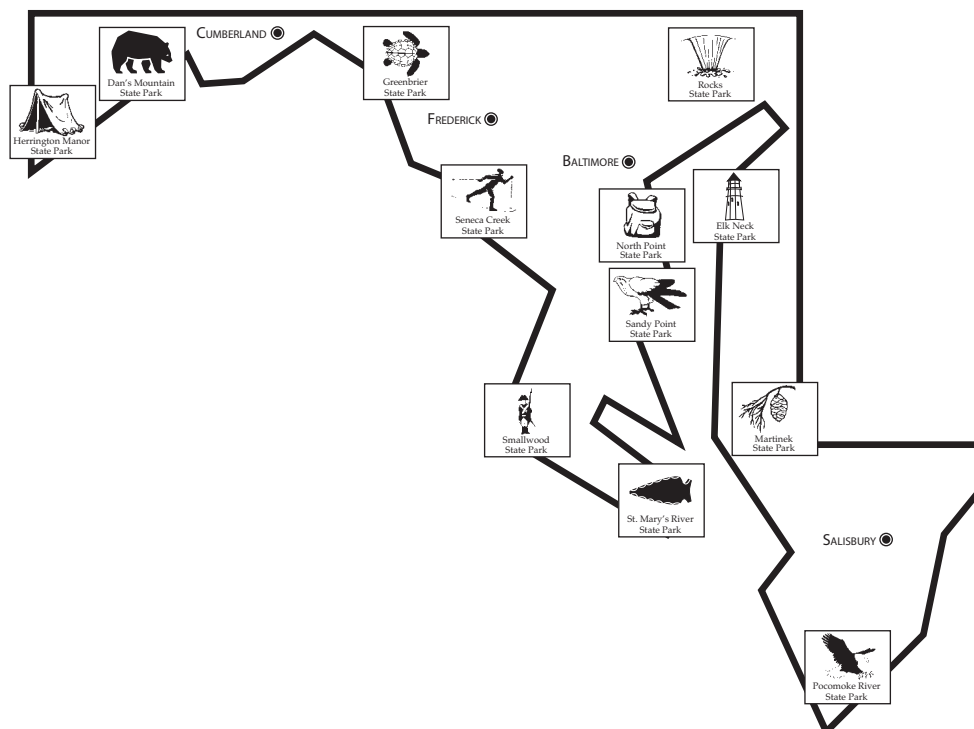 CUMBERLAND
Dan's Mountain
State Park
Greenbrier
State Park
Rocks
State Park
Herrington Manor
State Park
FREDERICK
BALTIMORE
Seneca Creek
State Park
North Point
State Park
Elk Neck
State Park
Sandy Point
State Park
Smallwood
State Park
Martinek
State Park
St. Mary's River
State Park
SALISBURY
Pocomoke River
State Park